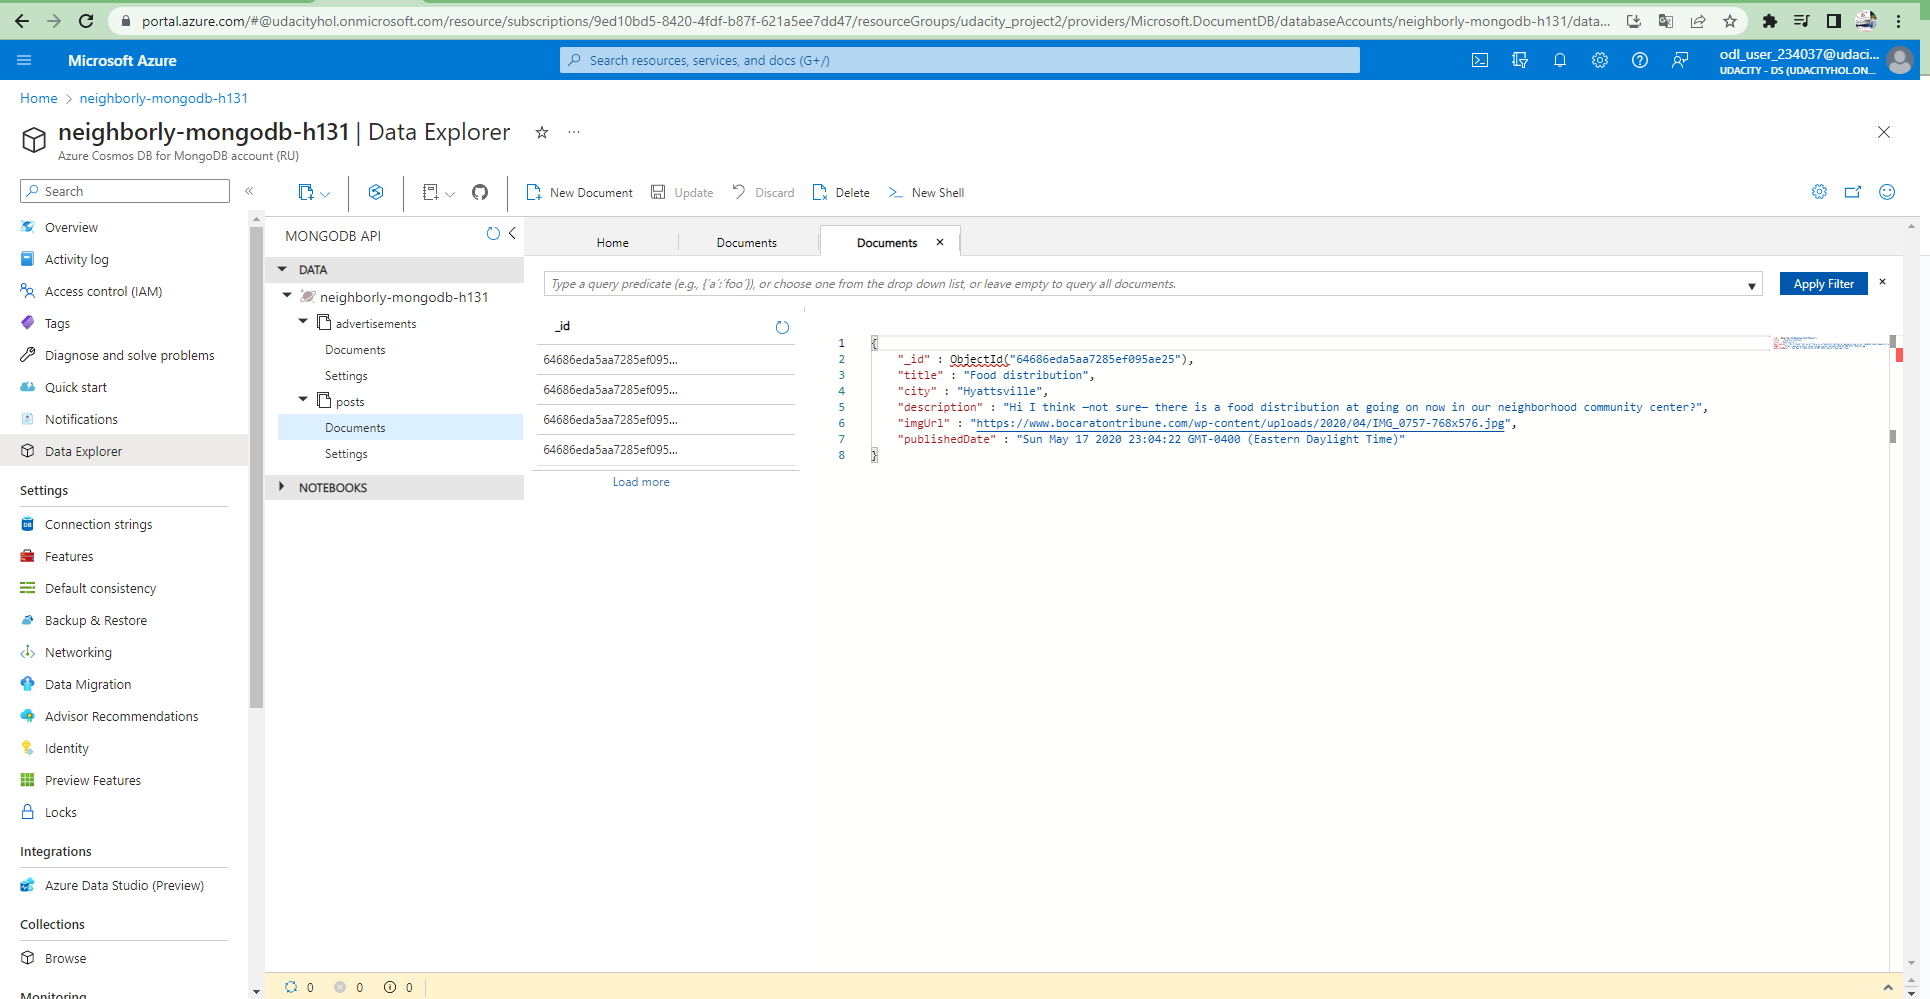 portal.azure.com/#@udacityhol.onmicrosoft.com/resource/subscriptions/9ed10bd5-8420-4fdf-b87f-621a5ee7dd47/resourceGroups/udacity_project2/providers/Microsoft.DocumentDB/databaseAccounts/neighborly-mongodb-h131/data...
Microsoft Azure
Search resources, services, and docs (G+/)
odl_user_234037@udaci...
UDACITY - DS (UDACITYHOL.ON...
Home > neighborly-mongodb-h131
neighborly-mongodb-h131 | Data Explorer
Azure Cosmos DB for MongoDB account (RU)
Search
Overview
Activity log
Access control (IAM)
Tags
Diagnose and solve problems
Quick start
Notifications
Data Explorer
Settings
Connection strings
Features
Default consistency
Backup & Restore
Networking
Data Migration
Advisor Recommendations
Identity
Preview Features
Locks
Integrations
Azure Data Studio (Preview)
Collections
Browse
Monitoring
New Document
Update
Discard
Delete
New Shell
MONGODB API
DATA
neighborly-mongodb-h131
advertisements
Documents
Settings
posts
Documents
Settings
NOTEBOOKS
Home
Documents
Documents
Type a query predicate (e.g., {´a´:´foo´}), or choose one from the drop down list, or leave empty to query all documents.
Apply Filter
_id
64686eda5aa7285ef095...
64686eda5aa7285ef095...
64686eda5aa7285ef095...
64686eda5aa7285ef095...
Load more
1 {
2 "_id" : ObjectId("64686eda5aa7285ef095ae25"),
3 "title" : "Food distribution",
4 "city" : "Hyattsville",
5 "description" : "Hi I think —not sure— there is a food distribution at going on now in our neighborhood community center?",
6 "imgUrl" : "https://www.bocaratontribune.com/wp-content/uploads/2020/04/IMG_0757-768x576.jpg",
7 "publishedDate" : "Sun May 17 2020 23:04:22 GMT-0400 (Eastern Daylight Time)"
8 }
0 0 0